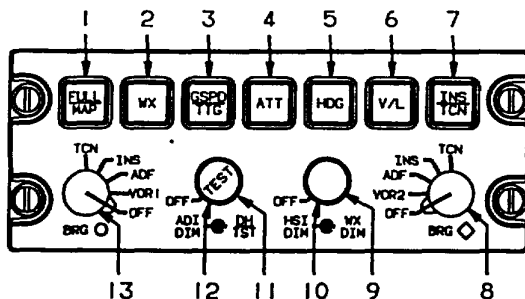 1 2 3 4 5 6 7
FULL MAP WX GSPD TTG ATT HDG V/L INS TCN
TCN INS ADF VOR1 OFF BRG
OFF TEST ADI DIM DH TST
OFF HSI DIM WX DIM
TCN INS ADF VOR2 OFF BRG
13 12 11 10 9 8